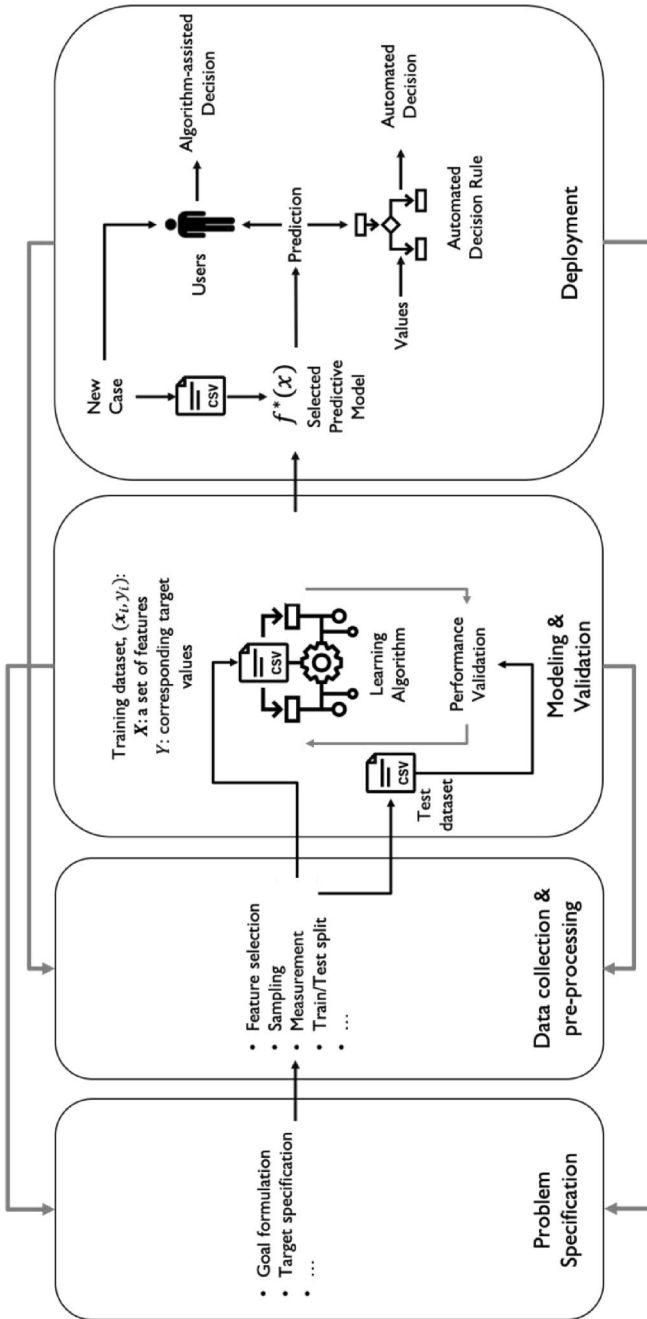 • Goal formulation
• Target specification
• ...
Problem
Specification
• Feature selection
• Sampling
• Measurement
• Train/Test split
• ...
Data collection &
pre-processing
Training dataset, (x_i, y_i):
X: a set of features
Y: corresponding target
values
CSV
Learning
Algorithm
CSV
Test
dataset
Performance
Validation
Modeling &
Validation
New
Case
CSV
f*(x)
Selected
Predictive
Model
Users
Algorithm-assisted
Decision
Prediction
Values
Automated
Decision Rule
Automated
Decision
Deployment